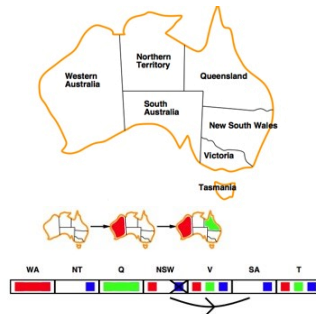 Northern
Territory
Western
Australia
Queensland
South
Australia
New South Wales
Victoria
Tasmania
WA NT Q NSW V SA T